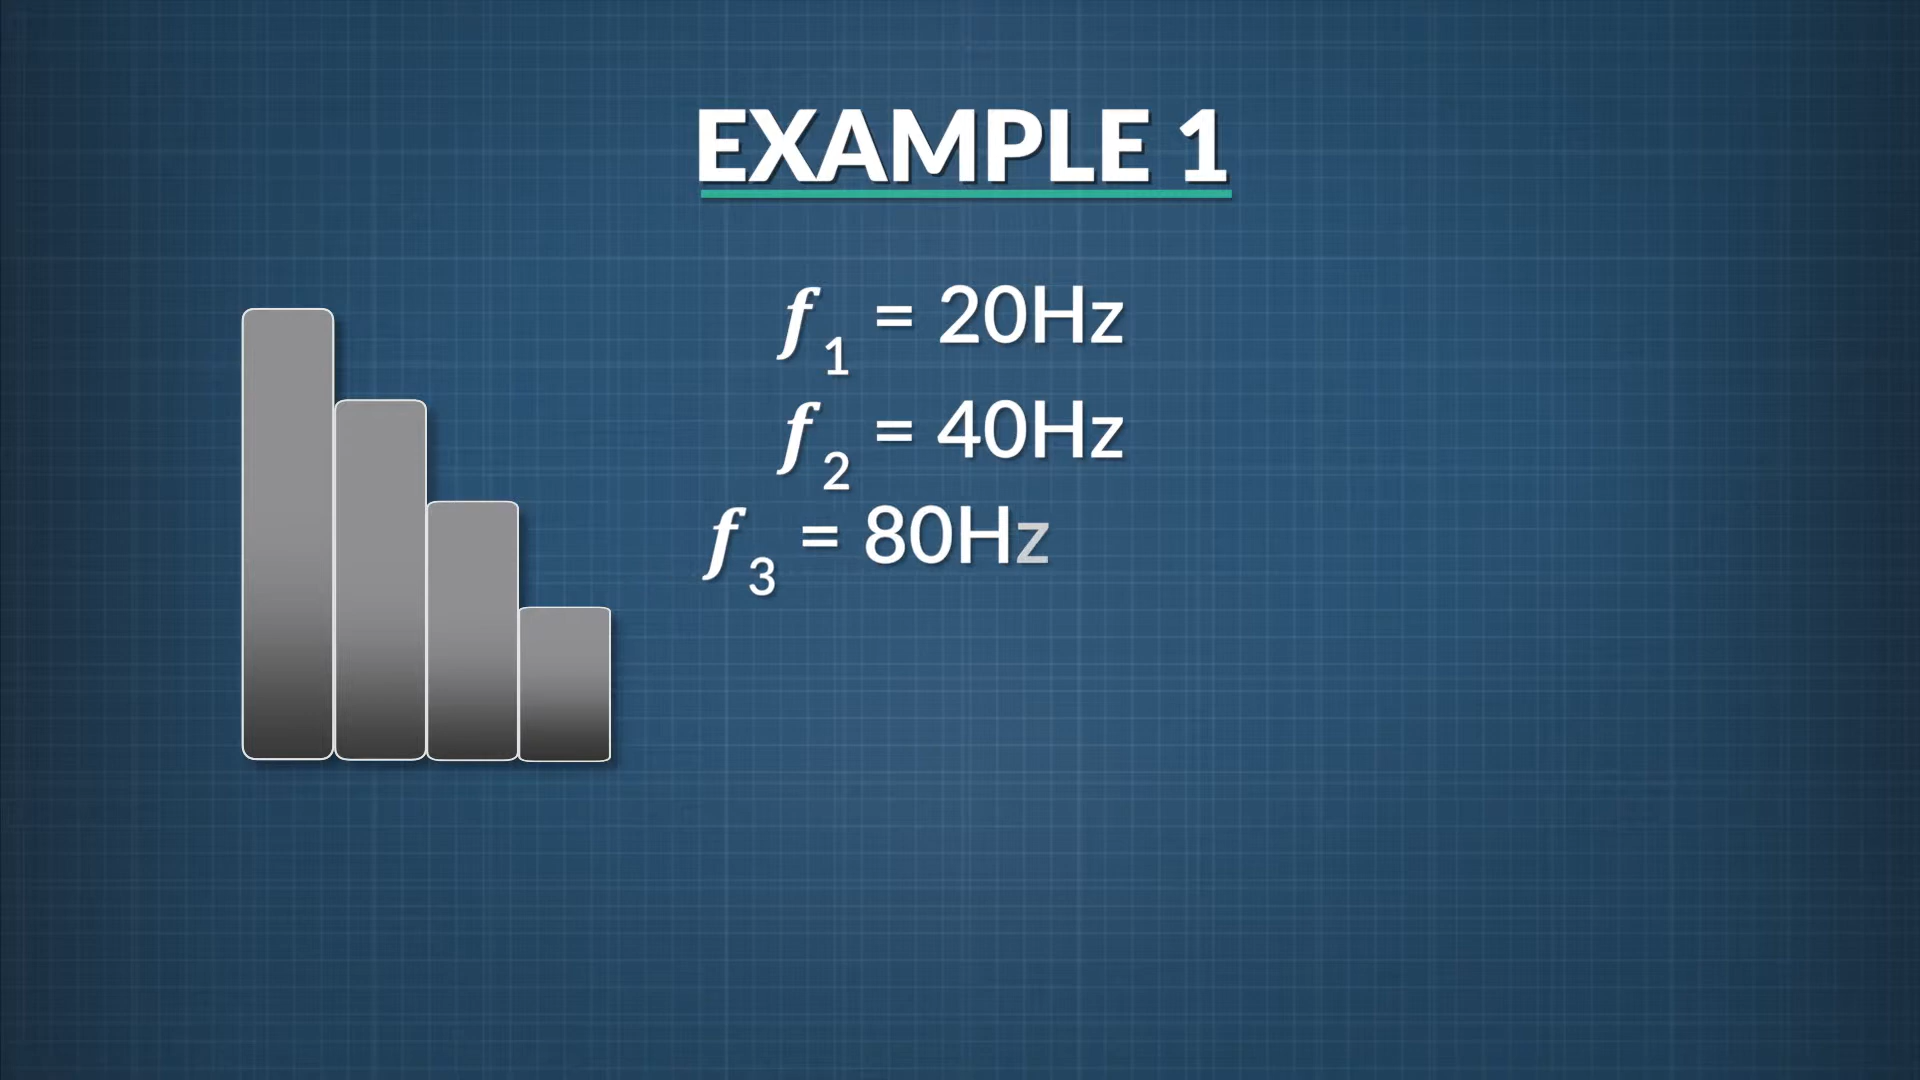 EXAMPLE 1
f1 = 20Hz
f2 = 40Hz
f3 = 80Hz